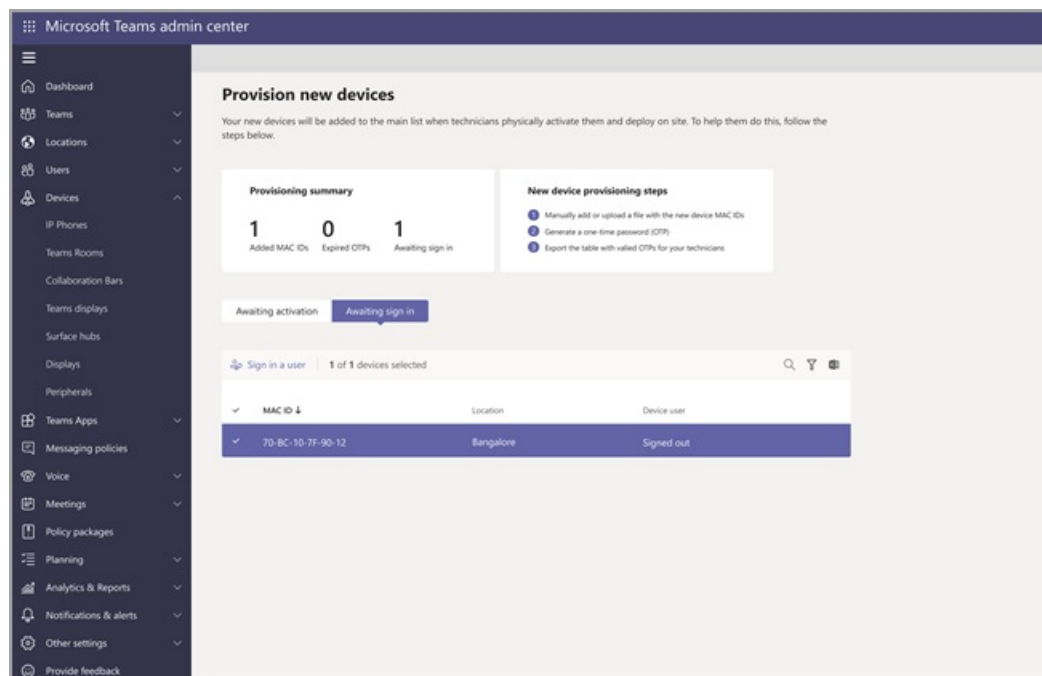 Microsoft Teams admin center
Dashboard
Teams
Locations
Users
Devices
IP Phones
Teams Rooms
Collaboration Bars
Teams displays
Surface hubs
Displays
Peripherals
Teams Apps
Messaging policies
Voice
Meetings
Policy packages
Planning
Analytics & Reports
Notifications & alerts
Other settings
Provide feedback
Provision new devices
Your new devices will be added to the main list when technicians physically activate them and deploy on site. To help them do this, follow the
steps below.
Provisioning summary
1 0 1
Added MAC IDs Expired OTPs Awaiting sign in
New device provisioning steps
1 Manually add or upload a file with the new device MAC IDs
2 Generate a one-time password (OTP)
3 Export the table with valied OTPs for your technicians
Awaiting activation Awaiting sign in
Sign in a user 1 of 1 devices selected
MAC ID ↓ Location Device user
70-BC-10-7F-90-12 Bangalore Signed out